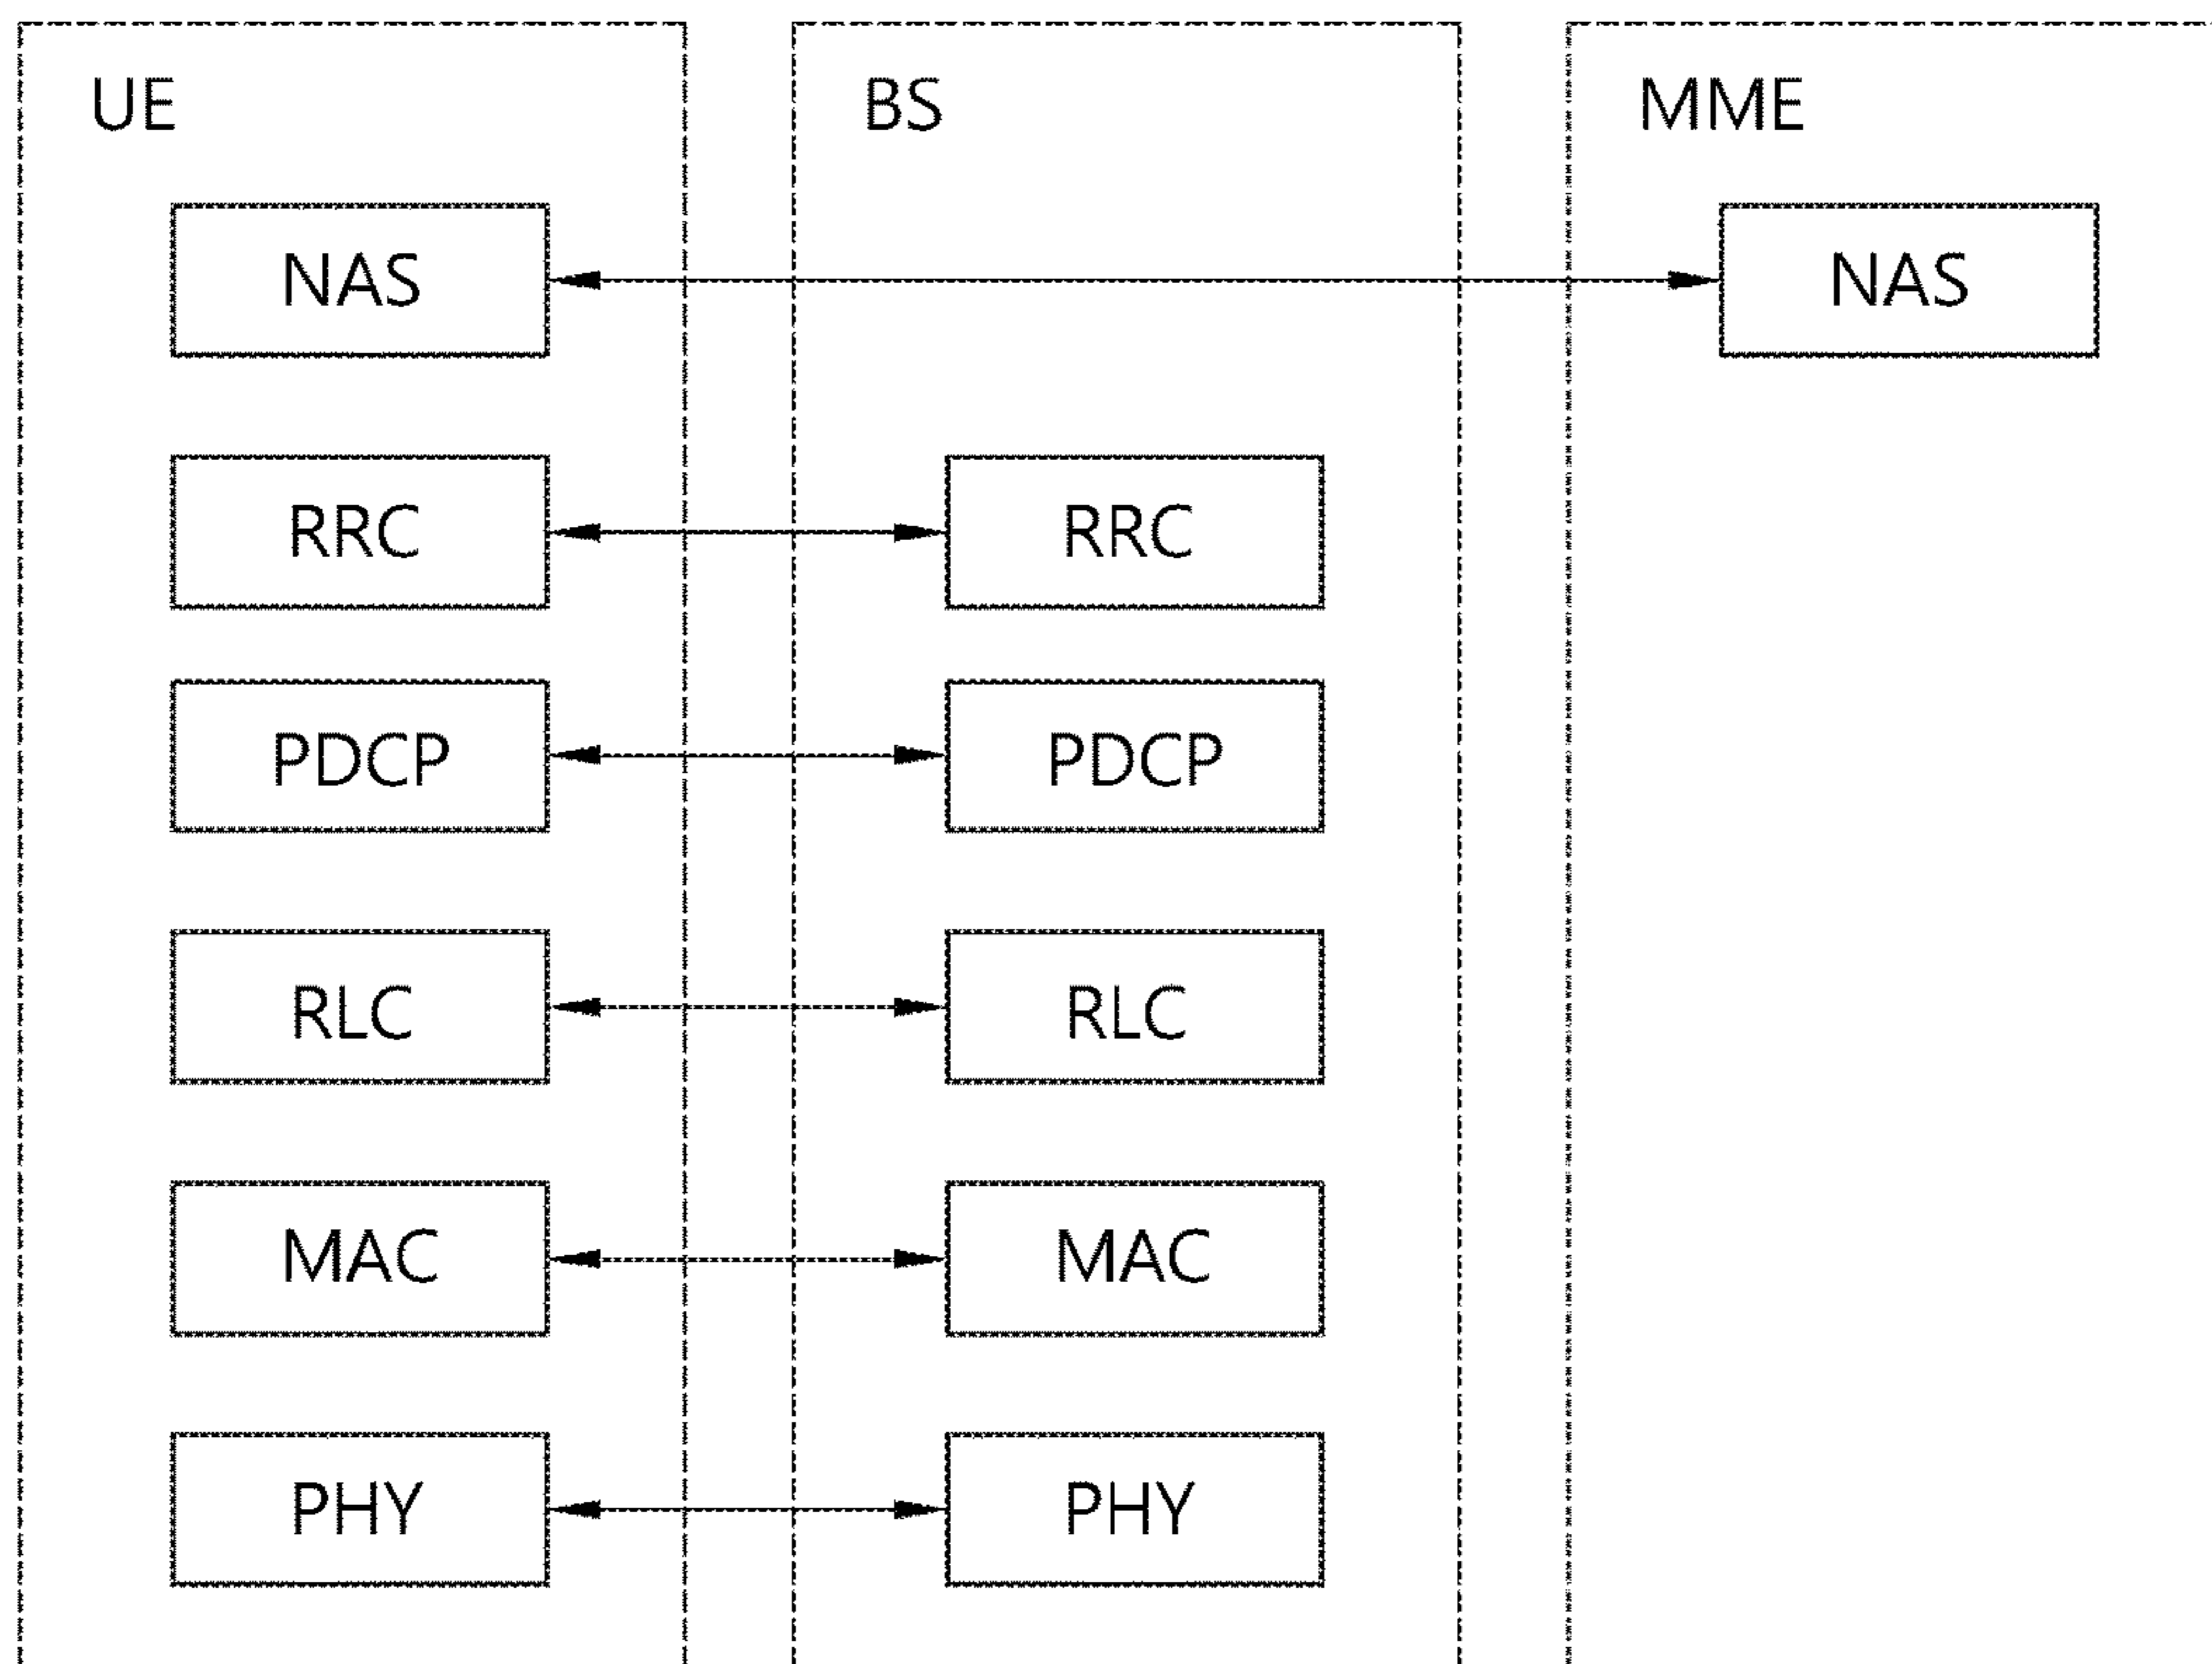 UE
BS
MME
NAS
NAS
RRC
RRC
PDCP
PDCP
RLC
RLC
MAC
MAC
PHY
PHY